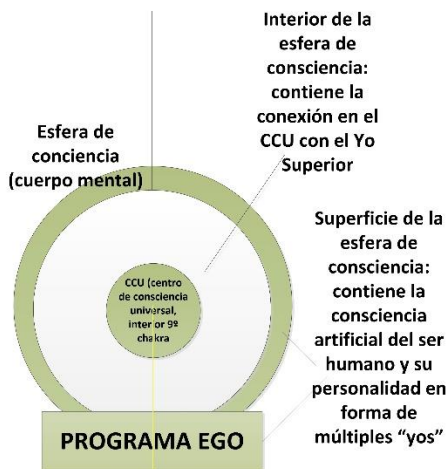 Interior de la
esfera de
consciencia:
contiene la
conexión en el
CCU con el Yo
Superior
Esfera de
conciencia
(cuerpo mental)
Superficie de la
esfera de
consciencia:
contiene la
consciencia
artificial del ser
humano y su
personalidad en
forma de
múltiples “yos”
CCU (centro
de consciencia
universal,
interior 9º
chakra
PROGRAMA EGO